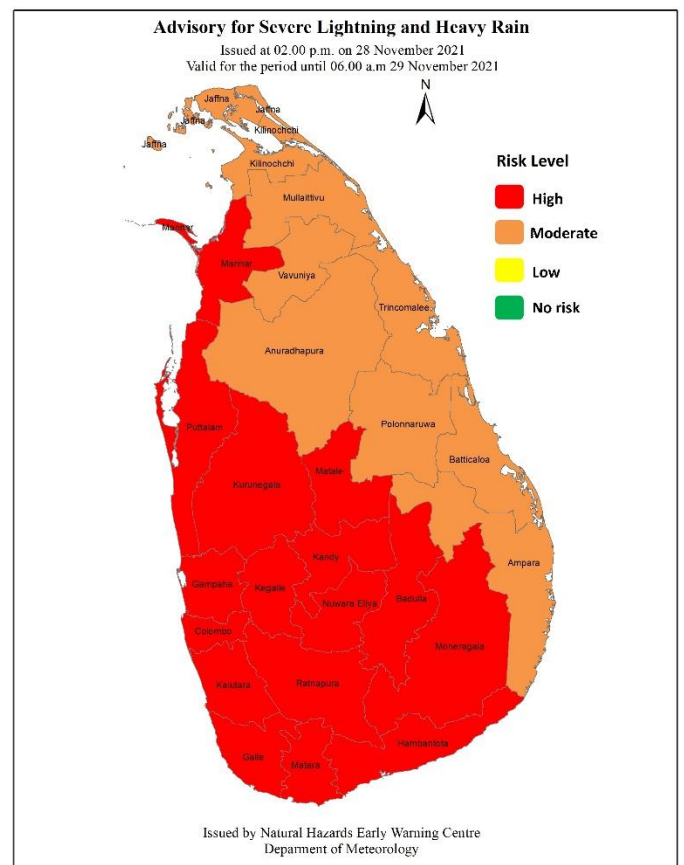 Advisory for Severe Lightning and Heavy Rain
Issued at 02.00 p.m. on 28 November 2021
Valid for the period until 06.00 a.m 29 November 2021
N
Jaffna
Jaffna
Jaffna
Kilinochchi
Jaffna
Kilinochchi
Risk Level
High
Moderate
Low
No risk
Mullaittivu
Mannar
Mannar
Vavuniya
Trincomalee
Anuradhapura
Polonnaruwa
Puttalam
Batticaloa
Matale
Kurunegala
Kandy
Ampara
Gampaha
Kegalle
Nuwara Eliya
Badulla
Colombo
Moneragala
Kalutara
Ratnapura
Hambantota
Galle
Matara
Issued by Natural Hazards Early Warning Centre
Deparment of Meteorology